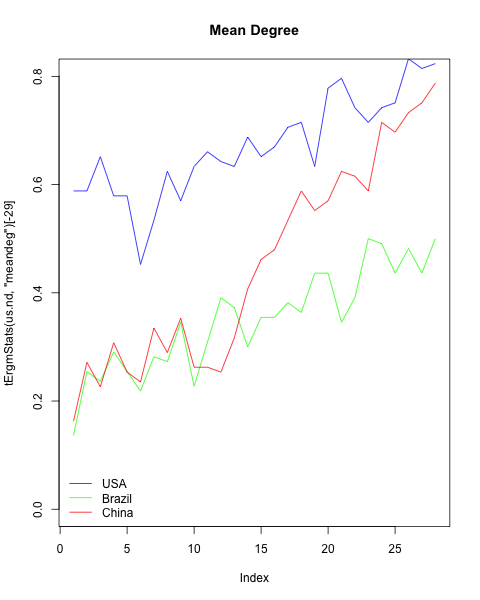 Mean Degree
tErgmStats(us.nd, "meandeg")[-29]
0.8
0.6
0.4
0.2
0.0
USA
Brazil
China
0 5 10 15 20 25
Index